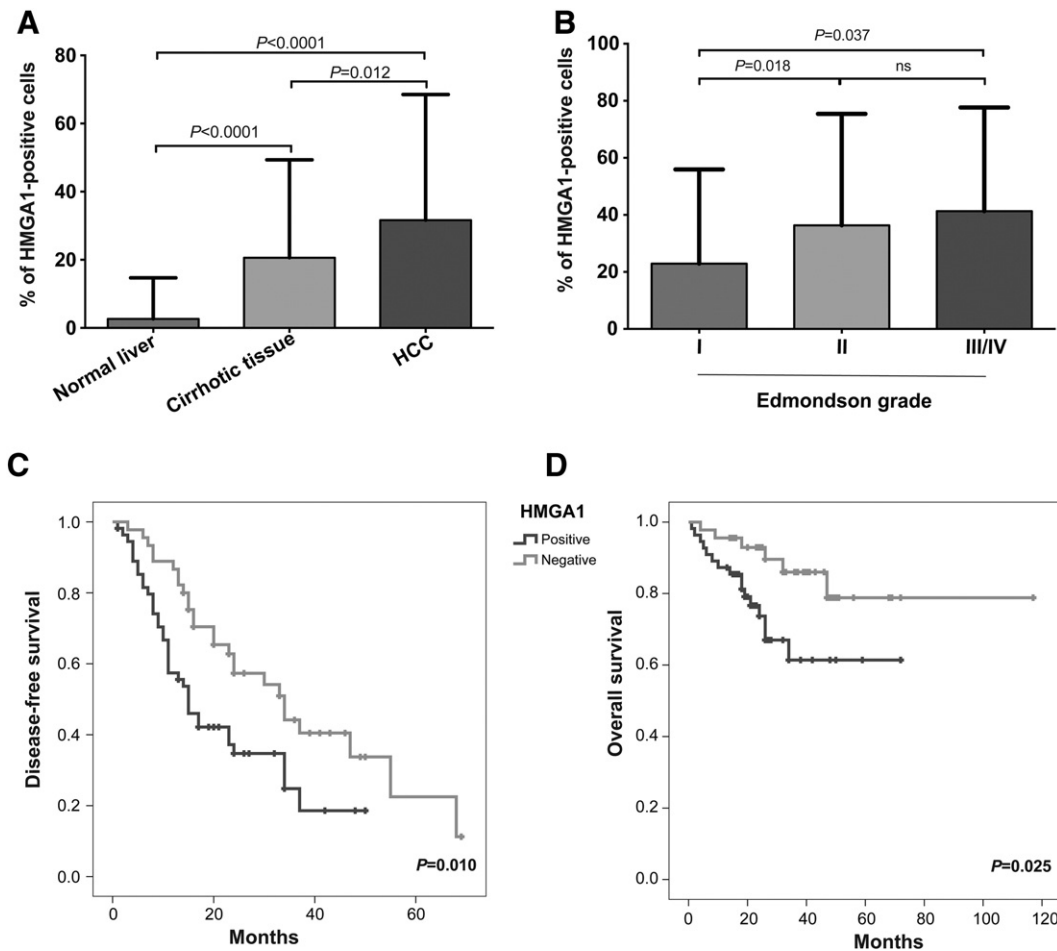 A
% of HMGA1-positive cells
80
60
40
20
0
P<0.0001
P=0.012
P<0.0001
Normal liver
Cirrhotic tissue
HCC
B
% of HMGA1-positive cells
100
80
60
40
20
0
P=0.037
P=0.018
ns
I
II
III/IV
Edmondson grade
C
Disease-free survival
1.0
0.8
0.6
0.4
0.2
0.0
P=0.010
0
20
40
60
Months
HMGA1
Positive
Negative
D
Overall survival
1.0
0.8
0.6
0.4
0.2
0.0
P=0.025
0
20
40
60
80
100
120
Months